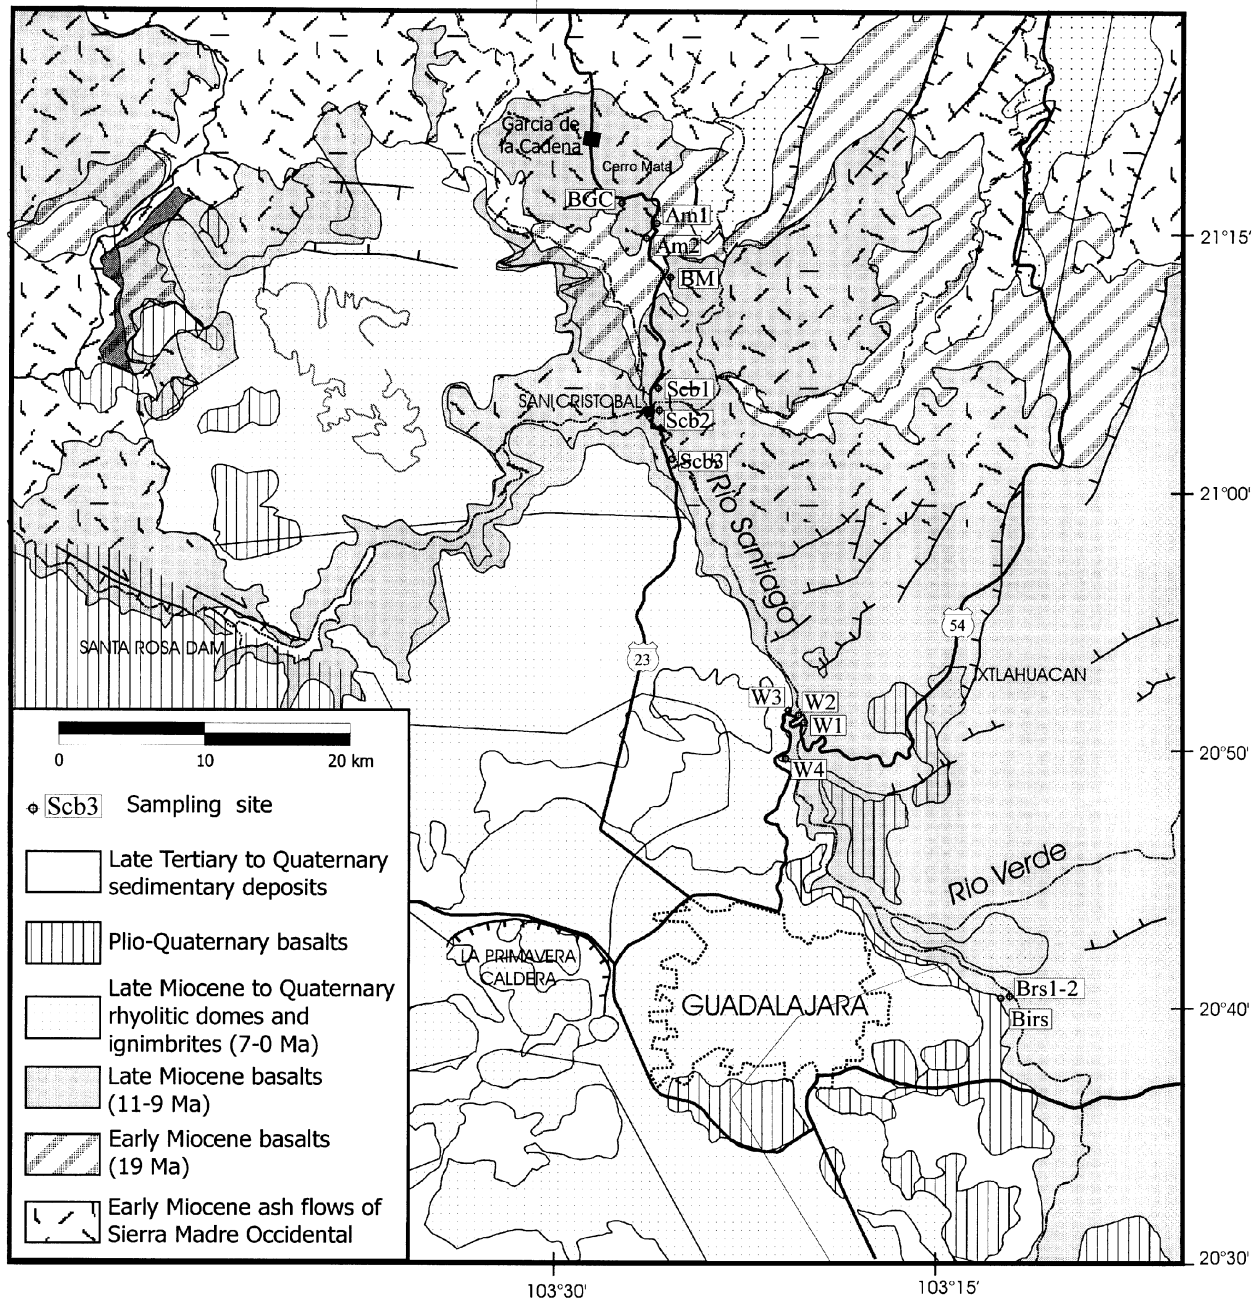 Garcia de
la Cadena
Cerro Mata
BGC
Am1
Am2
BM
21°15'
Scb1
SAN CRISTOBAL
Scb2
Scb3
Rio Santiago
21°00'
54
SANTA ROSA DAM
23
IXTLAHUACAN
W3
W2
W1
W4
20°50'
0 10 20 km
Scb3 Sampling site
Late Tertiary to Quaternary
sedimentary deposits
Plio-Quaternary basalts
Late Miocene to Quaternary
rhyolitic domes and
ignimbrites (7-0 Ma)
Late Miocene basalts
(11-9 Ma)
Early Miocene basalts
(19 Ma)
Early Miocene ash flows of
Sierra Madre Occidental
Rio Verde
LA PRIMAVERA
CALDERA
GUADALAJARA
Brs1-2
Birs
20°40'
20°30'
103°30'
103°15'